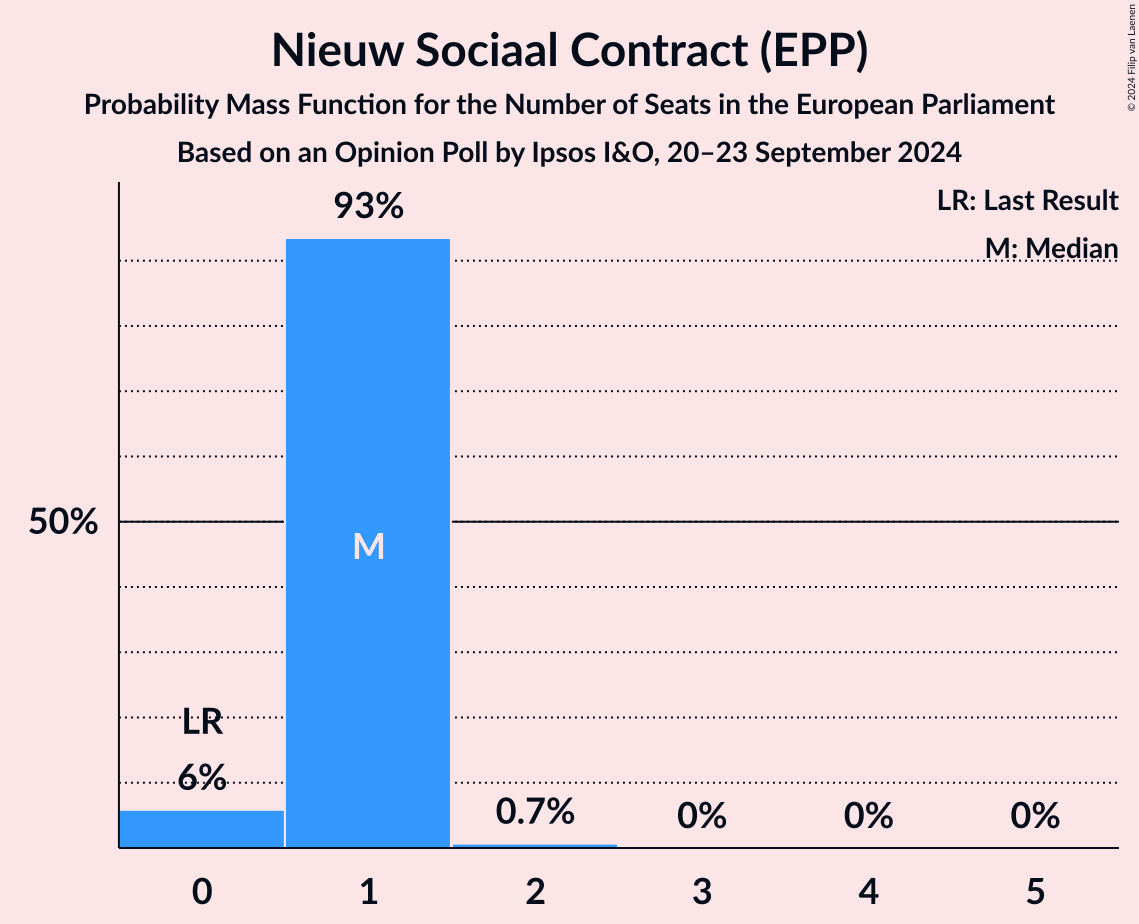 Nieuw Sociaal Contract (EPP)
Probability Mass Function for the Number of Seats in the European Parliament
Based on an Opinion Poll by Ipsos I&O, 20–23 September 2024
© 2024 Filip van Laenen
LR: Last Result
M: Median
93%
50%
M
LR
6%
0.7%
0%
0%
0%
0
1
2
3
4
5